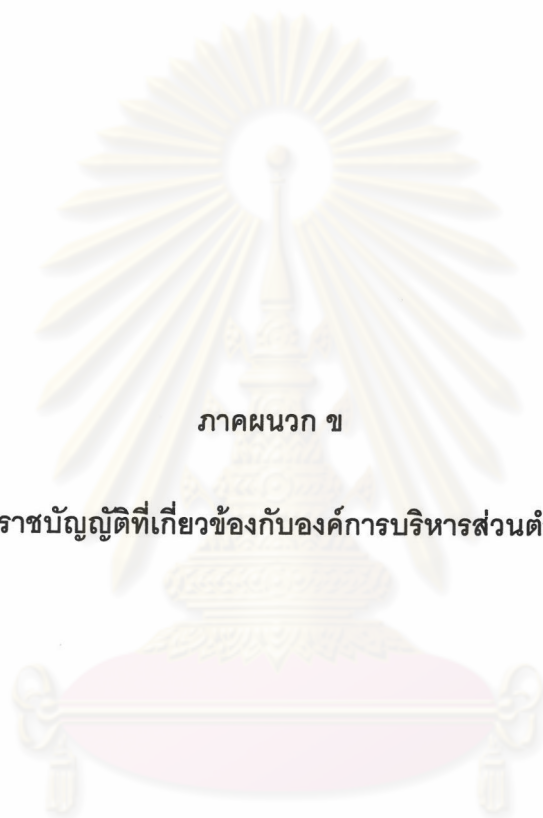 ภาคผนวก ข
ราชบัญญัติที่เกี่ยวข้องกับองค์การบริหารส่วนตำ